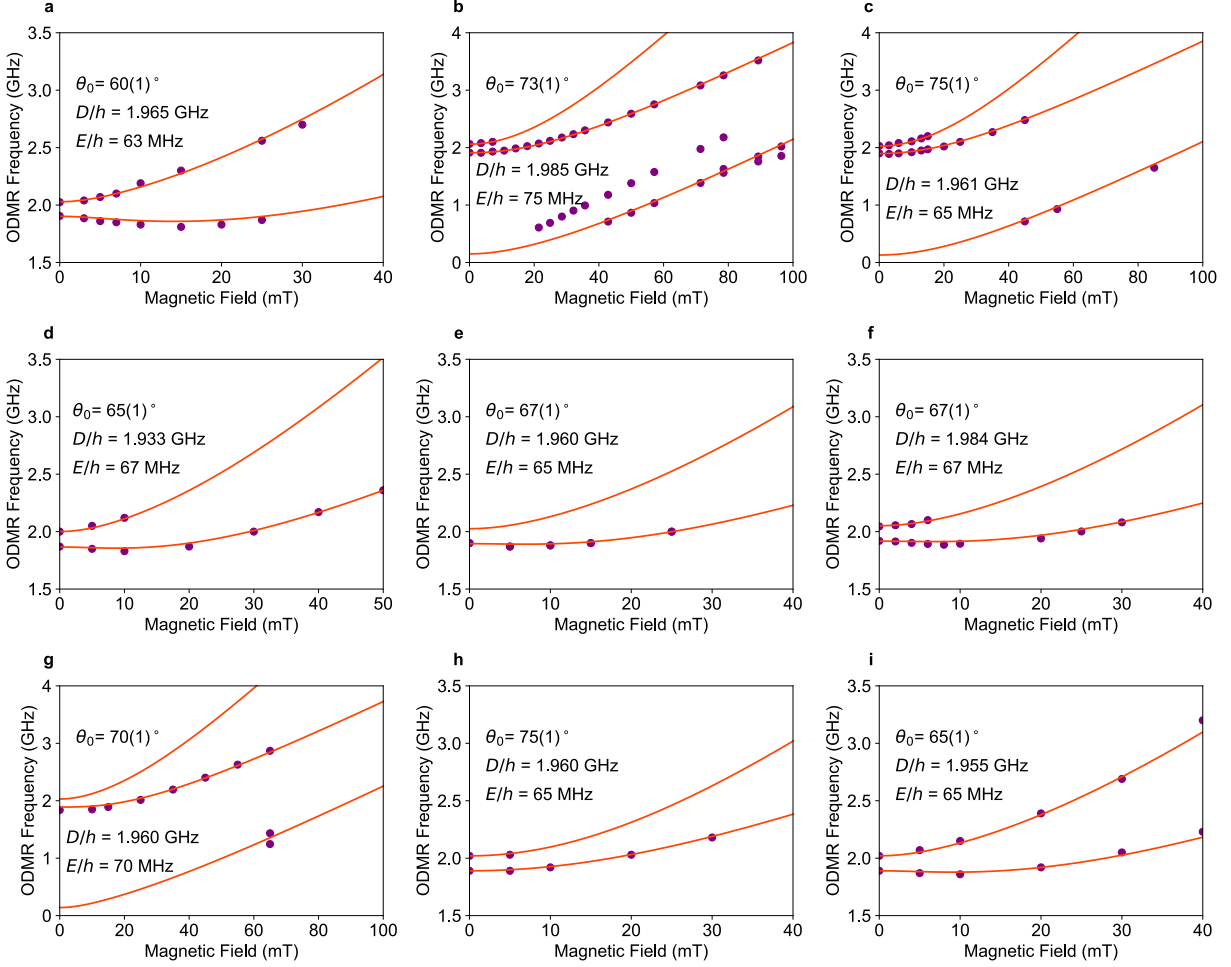 a
θ₀= 60(1)°
D/h = 1.965 GHz
E/h = 63 MHz
3.5
3.0
2.5
2.0
1.5
0
10
20
30
40
ODMR Frequency (GHz)
Magnetic Field (mT)
b
θ₀= 73(1)°
D/h = 1.985 GHz
E/h = 75 MHz
4
3
2
1
0
0
20
40
60
80
100
ODMR Frequency (GHz)
Magnetic Field (mT)
c
θ₀= 75(1)°
D/h = 1.961 GHz
E/h = 65 MHz
4
3
2
1
0
0
20
40
60
80
100
ODMR Frequency (GHz)
Magnetic Field (mT)
d
θ₀= 65(1)°
D/h = 1.933 GHz
E/h = 67 MHz
3.5
3.0
2.5
2.0
1.5
0
10
20
30
40
50
ODMR Frequency (GHz)
Magnetic Field (mT)
e
θ₀= 67(1)°
D/h = 1.960 GHz
E/h = 65 MHz
3.5
3.0
2.5
2.0
1.5
0
10
20
30
40
ODMR Frequency (GHz)
Magnetic Field (mT)
f
θ₀= 67(1)°
D/h = 1.984 GHz
E/h = 67 MHz
3.5
3.0
2.5
2.0
1.5
0
10
20
30
40
ODMR Frequency (GHz)
Magnetic Field (mT)
g
θ₀= 70(1)°
D/h = 1.960 GHz
E/h = 70 MHz
4
3
2
1
0
0
20
40
60
80
100
ODMR Frequency (GHz)
Magnetic Field (mT)
h
θ₀= 75(1)°
D/h = 1.960 GHz
E/h = 65 MHz
3.5
3.0
2.5
2.0
1.5
0
10
20
30
40
ODMR Frequency (GHz)
Magnetic Field (mT)
i
θ₀= 65(1)°
D/h = 1.955 GHz
E/h = 65 MHz
3.5
3.0
2.5
2.0
1.5
0
10
20
30
40
ODMR Frequency (GHz)
Magnetic Field (mT)